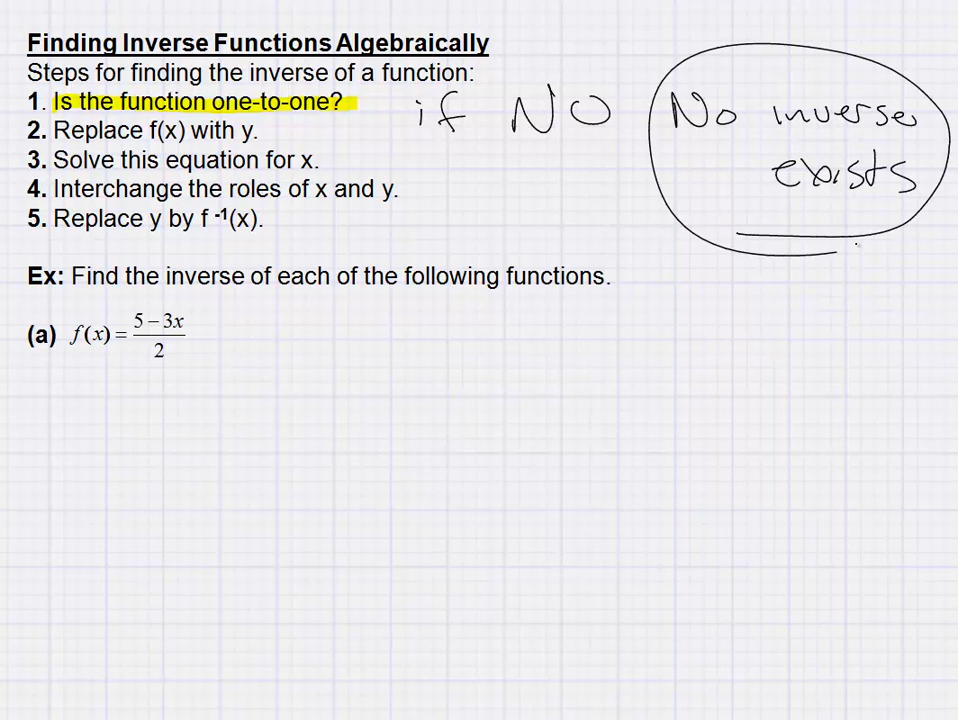 Finding Inverse Functions Algebraically
Steps for finding the inverse of a function:
1. Is the function one-to-one? if NO No inverse
exists
2. Replace f(x) with y.
3. Solve this equation for x.
4. Interchange the roles of x and y.
5. Replace y by f ⁻¹(x).
Ex: Find the inverse of each of the following functions.
(a) f(x) = (5 − 3x)/2